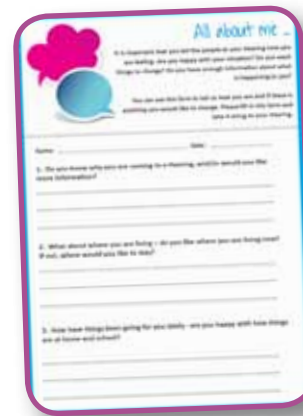 All about me ...
It is important that you tell the people at your Hearing how you
are feeling. Are you happy with your situation? Do you want
things to change? Do you have enough information about what
is happening to you?
You can use this form to tell us how you are and if there is
anything you would like to change. Please fill in this form and
take it along to your Hearing.
Name: Date:
1. Do you know why you are coming to a Hearing, and/or would you like
more information?
2. What about where you are living - do you like where you are living now?
If not, where would you like to stay?
3. How have things been going for you lately - are you happy with how things
are at home and school?